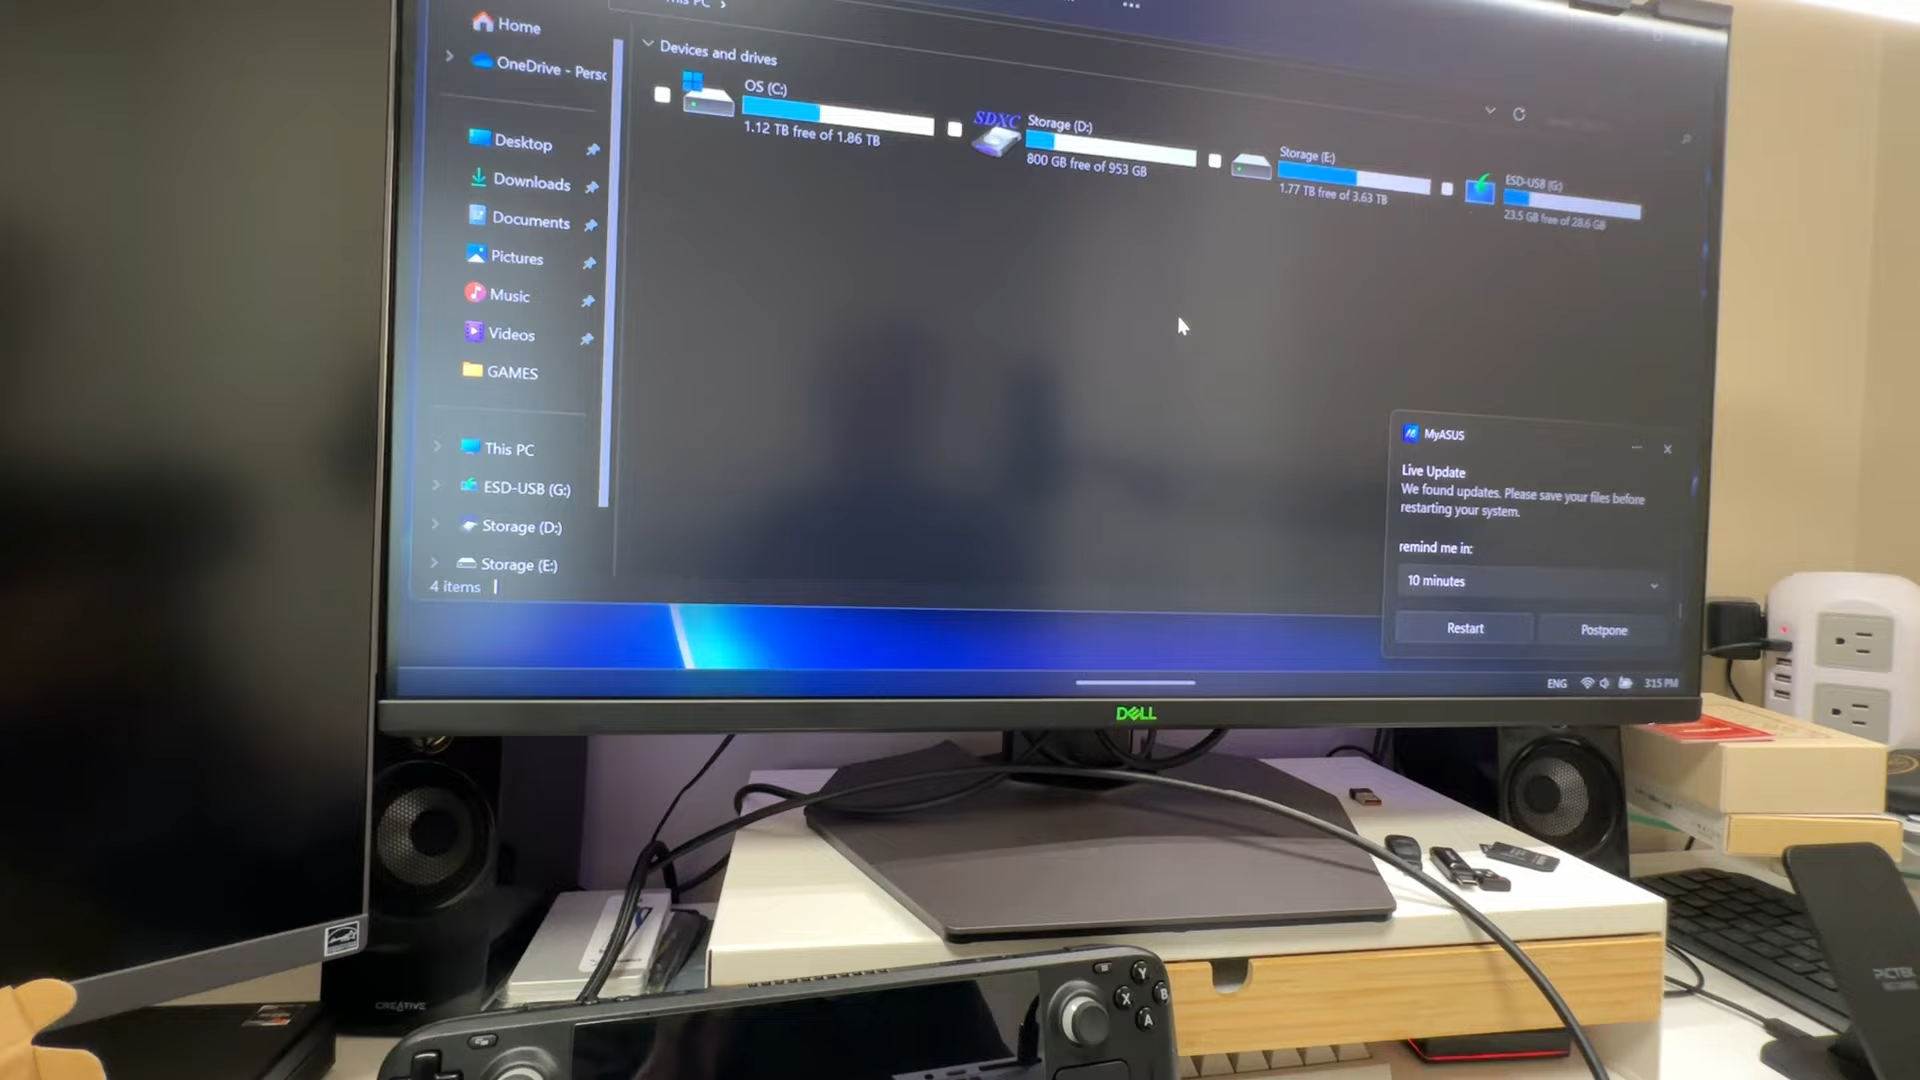 This PC
Home
OneDrive - Perso
Desktop
Downloads
Documents
Pictures
Music
Videos
GAMES
This PC
ESD-USB (G:)
Storage (D:)
Storage (E:)
4 items
Devices and drives
OS (C:)
1.12 TB free of 1.86 TB
SDXC
Storage (D:)
800 GB free of 953 GB
Storage (E:)
1.77 TB free of 3.63 TB
ESD-USB (G:)
23.5 GB free of 28.6 GB
MyASUS
Live Update
We found updates. Please save your files before
restarting your system.
remind me in:
10 minutes
Restart
Postpone
ENG
3:15 PM
DELL
CREATIVE
Y
X
B
A